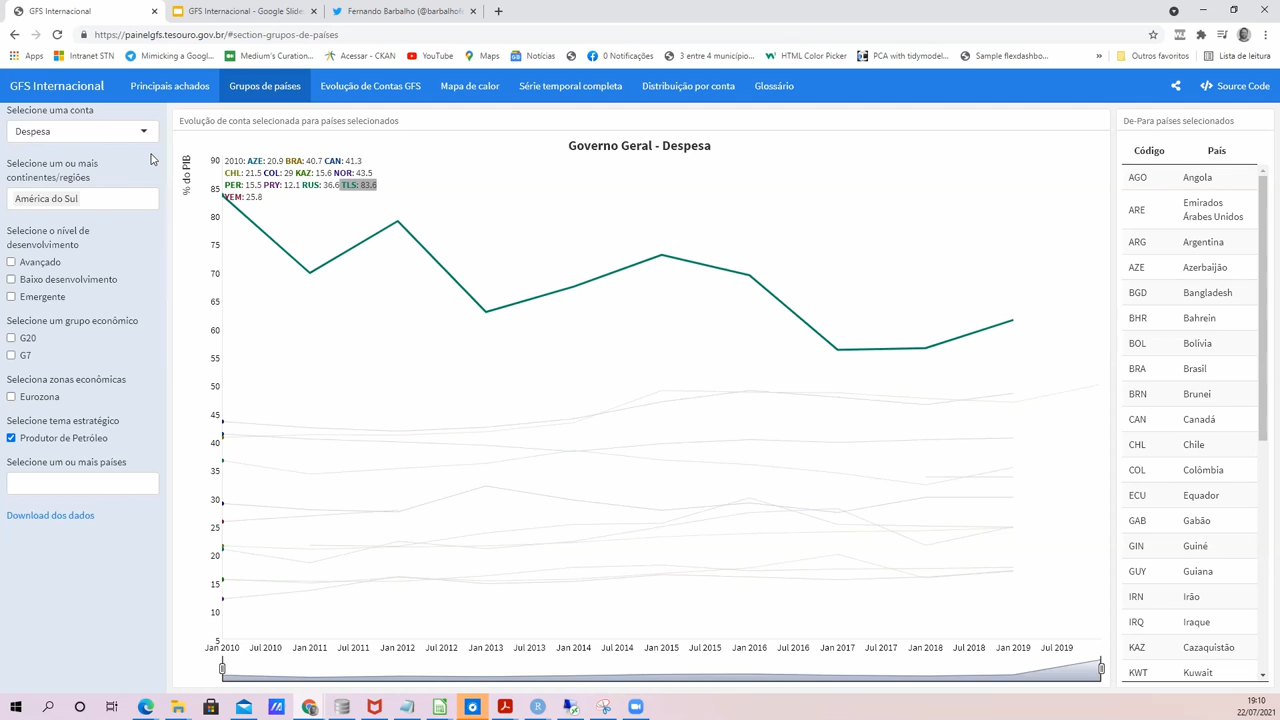 GFS Internacional
GFS Internacional - Google Slide
Fernando Barbalho (@barbalhofe
https://painelgfs.tesouro.gov.br/#section-grupos-de-países
Apps
Intranet STN
Mimicking a Googl...
Medium's Curation...
Acessar - CKAN
YouTube
Maps
Notícias
0 Notificações
3 entre 4 município...
HTML Color Picker
PCA with tidymodel...
Sample flexdashbo...
»
Outros favoritos
Lista de leitura
GFS Internacional
Principais achados
Grupos de países
Evolução de Contas GFS
Mapa de calor
Série temporal completa
Distribuição por conta
Glossário
Source Code
Selecione uma conta
Despesa
Selecione um ou mais
continentes/regiões
América do Sul
Selecione o nível de
desenvolvimento
Avançado
Baixo desenvolvimento
Emergente
Selecione um grupo econômico
G20
G7
Seleciona zonas econômicas
Eurozona
Selecione tema estratégico
Produtor de Petróleo
Selecione um ou mais países
Download dos dados
Evolução de conta selecionada para países selecionados
Governo Geral - Despesa
% do PIB
2010: AZE: 20.9 BRA: 40.7 CAN: 41.3
CHL: 21.5 COL: 29 KAZ: 15.6 NOR: 43.5
PER: 15.5 PRY: 12.1 RUS: 36.6 TLS: 83.6
YEM: 25.8
90
85
80
75
70
65
60
55
50
45
40
35
30
25
20
15
10
5
Jan 2010
Jul 2010
Jan 2011
Jul 2011
Jan 2012
Jul 2012
Jan 2013
Jul 2013
Jan 2014
Jul 2014
Jan 2015
Jul 2015
Jan 2016
Jul 2016
Jan 2017
Jul 2017
Jan 2018
Jul 2018
Jan 2019
Jul 2019
De-Para países selecionados
Código País
AGO Angola
ARE Emirados
Árabes Unidos
ARG Argentina
AZE Azerbaijão
BGD Bangladesh
BHR Bahrein
BOL Bolívia
BRA Brasil
BRN Brunei
CAN Canadá
CHL Chile
COL Colômbia
ECU Equador
GAB Gabão
GIN Guiné
GUY Guiana
IRN Irão
IRQ Iraque
KAZ Cazaquistão
KWT Kuwait
19:10
22/07/2021